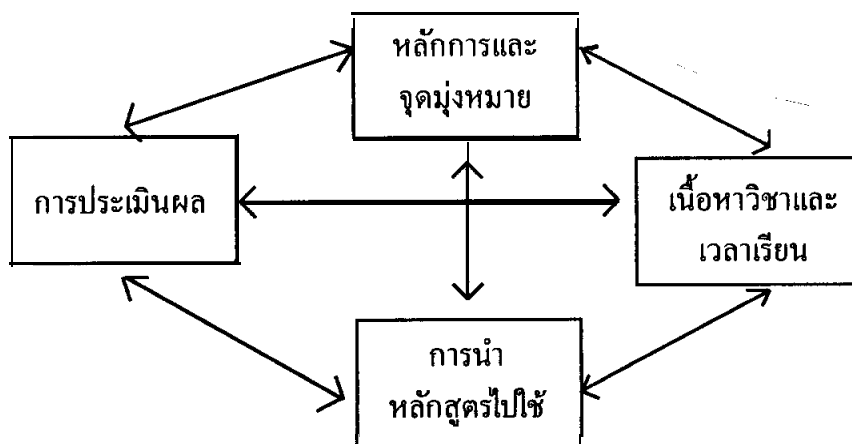 หลักการและ
จุดมุ่งหมาย
การประเมินผล
เนื้อหาวิชาและ
เวลาเรียน
การนำ
หลักสูตรไปใช้